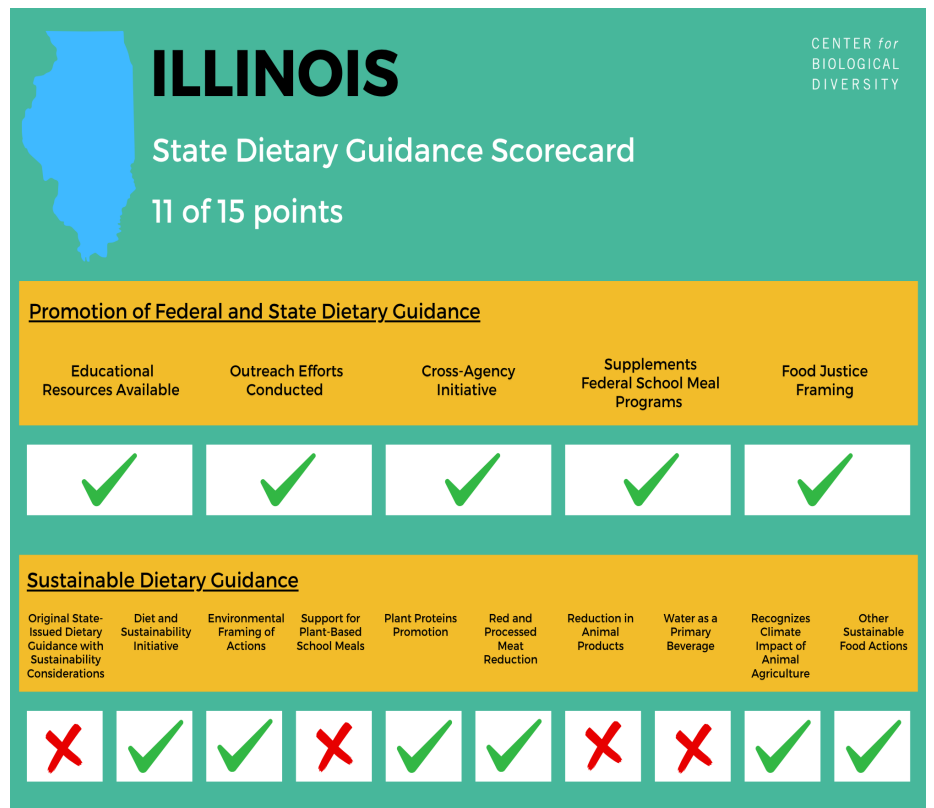 ILLINOIS
CENTER for
BIOLOGICAL
DIVERSITY
State Dietary Guidance Scorecard
11 of 15 points
Promotion of Federal and State Dietary Guidance
Educational
Resources Available
Outreach Efforts
Conducted
Cross-Agency
Initiative
Supplements
Federal School Meal
Programs
Food Justice
Framing
Sustainable Dietary Guidance
Original State-
Issued Dietary
Guidance with
Sustainability
Considerations
Diet and
Sustainability
Initiative
Environmental
Framing of
Actions
Support for
Plant-Based
School Meals
Plant Proteins
Promotion
Red and
Processed
Meat
Reduction
Reduction in
Animal
Products
Water as a
Primary
Beverage
Recognizes
Climate
Impact of
Animal
Agriculture
Other
Sustainable
Food Actions